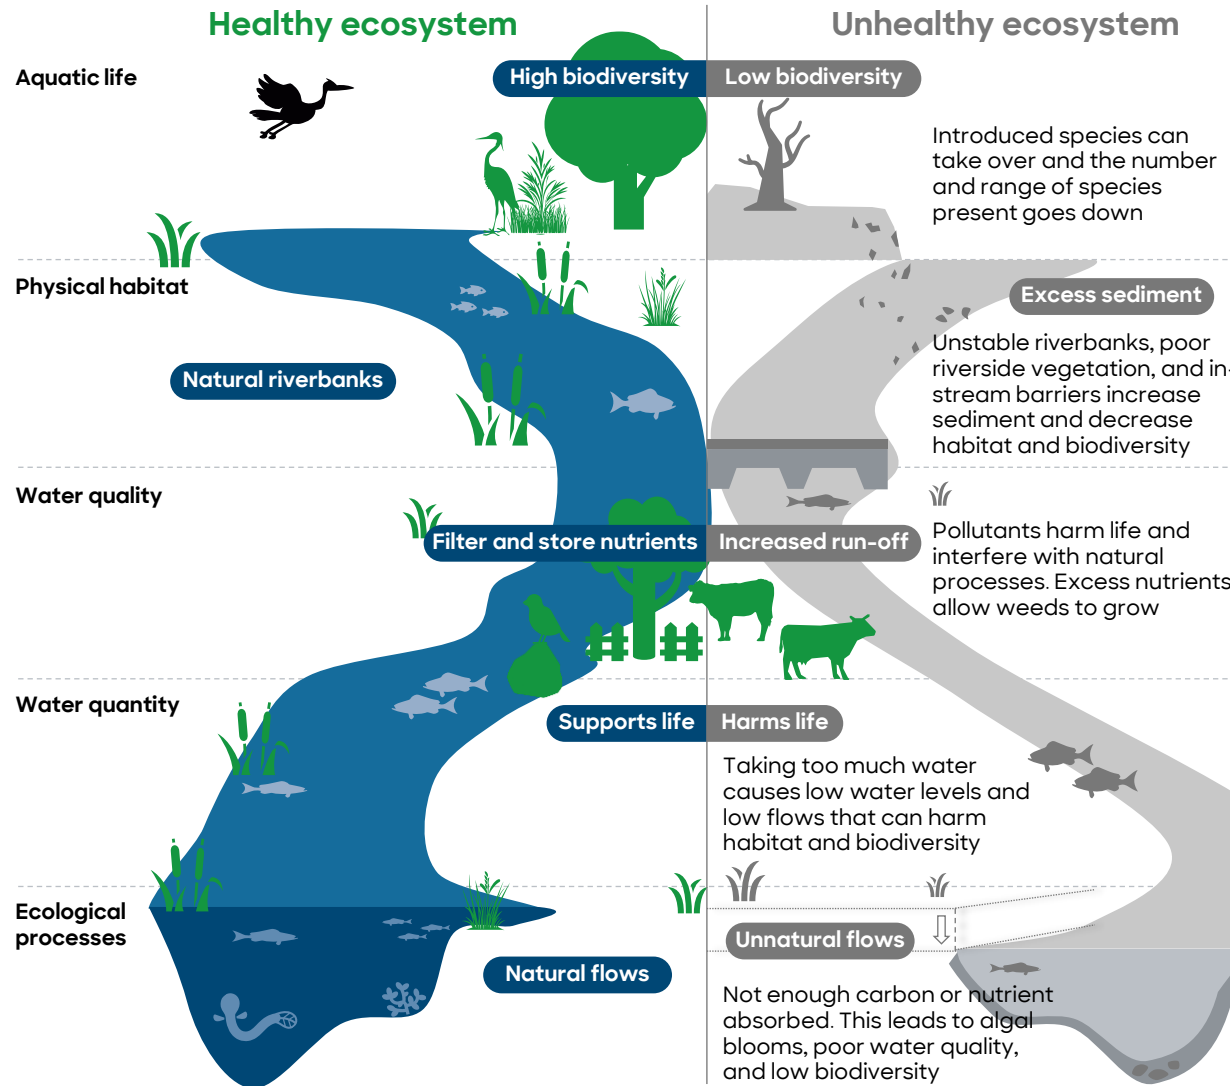 Healthy ecosystem
Unhealthy ecosystem
Aquatic life
High biodiversity
Low biodiversity
Introduced species can
take over and the number
and range of species
present goes down
Physical habitat
Excess sediment
Natural riverbanks
Unstable riverbanks, poor
riverside vegetation, and in-
stream barriers increase
sediment and decrease
habitat and biodiversity
Water quality
Filter and store nutrients
Increased run-off
Pollutants harm life and
interfere with natural
processes. Excess nutrients
allow weeds to grow
Water quantity
Supports life
Harms life
Taking too much water
causes low water levels and
low flows that can harm
habitat and biodiversity
Ecological
processes
Natural flows
Unnatural flows
Not enough carbon or nutrient
absorbed. This leads to algal
blooms, poor water quality,
and low biodiversity